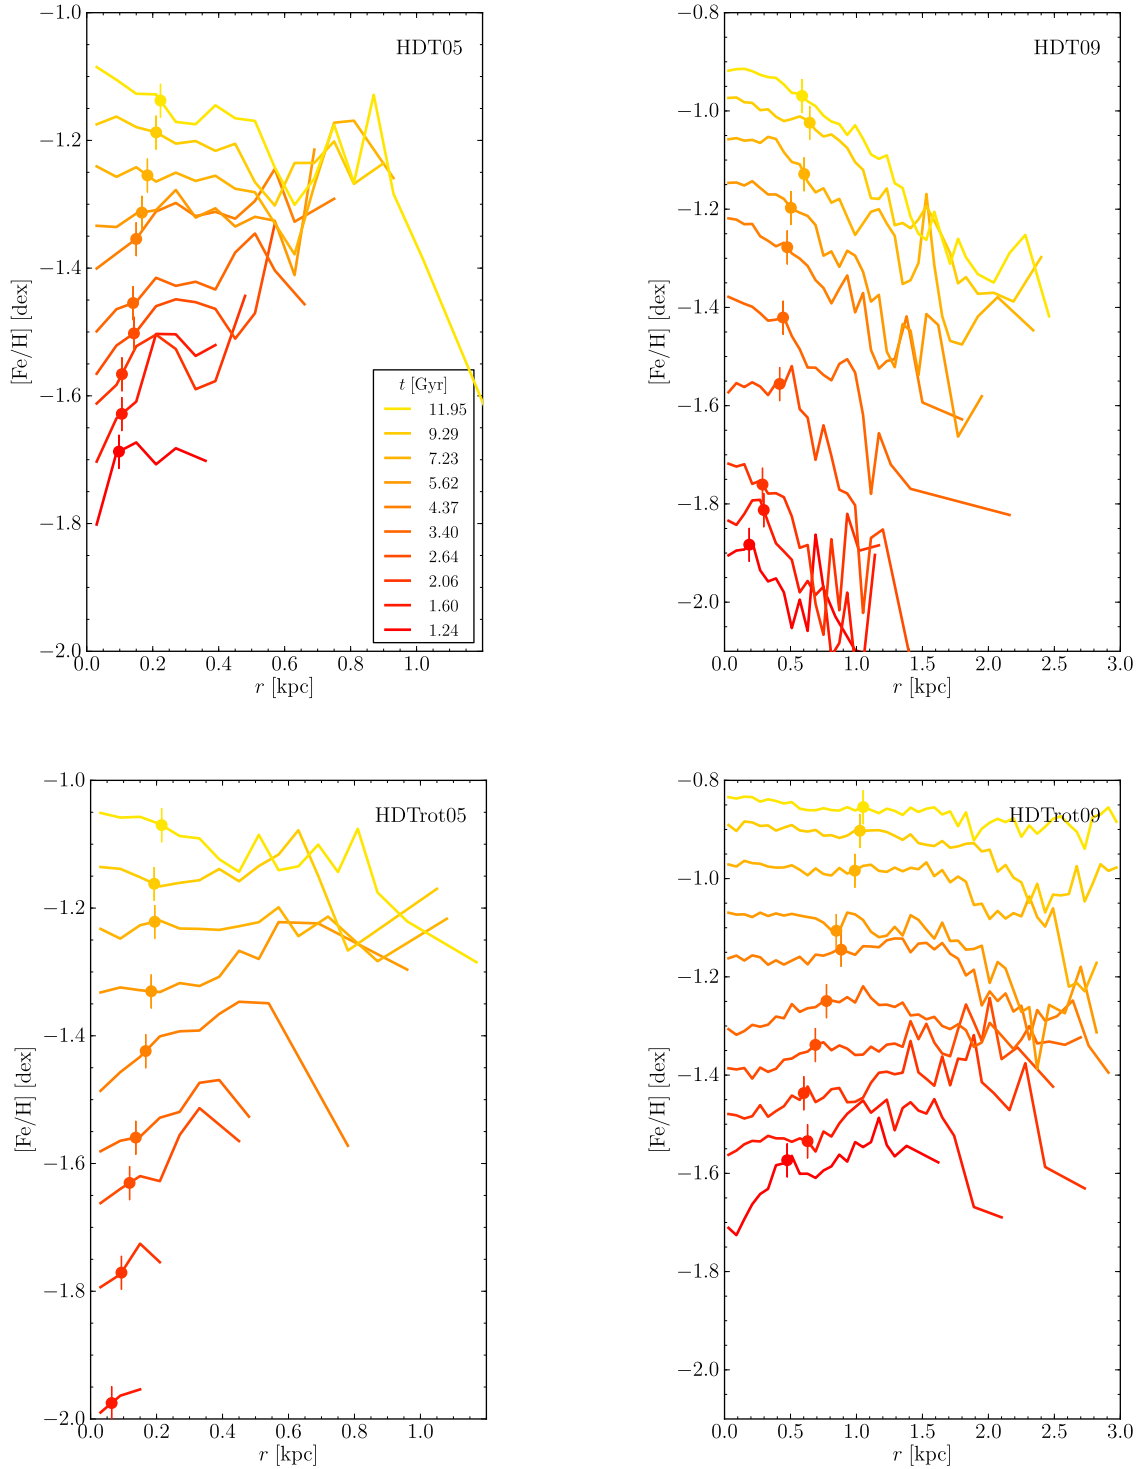 HDT05
−1.0
−1.2
−1.4
−1.6
−1.8
−2.0
[Fe/H] [dex]
t [Gyr]
11.95
9.29
7.23
5.62
4.37
3.40
2.64
2.06
1.60
1.24
0.0 0.2 0.4 0.6 0.8 1.0
r [kpc]
HDT09
−0.8
−1.0
−1.2
−1.4
−1.6
−1.8
−2.0
[Fe/H] [dex]
0.0 0.5 1.0 1.5 2.0 2.5 3.0
r [kpc]
HDTrot05
−1.0
−1.2
−1.4
−1.6
−1.8
−2.0
[Fe/H] [dex]
0.0 0.2 0.4 0.6 0.8 1.0
r [kpc]
HDTrot09
−0.8
−1.0
−1.2
−1.4
−1.6
−1.8
−2.0
[Fe/H] [dex]
0.0 0.5 1.0 1.5 2.0 2.5 3.0
r [kpc]